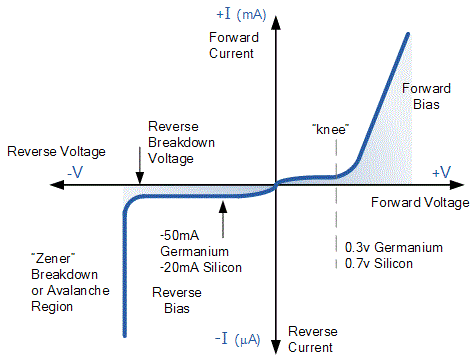 +I (mA)
Forward
Current
Forward
Bias
"knee"
Reverse
Breakdown
Voltage
Reverse Voltage
-V
+V
Forward Voltage
-50mA
Germanium
-20mA Silicon
0.3v Germanium
0.7v Silicon
"Zener"
Breakdown
or Avalanche
Region
Reverse
Bias
-I (µA)
Reverse
Current